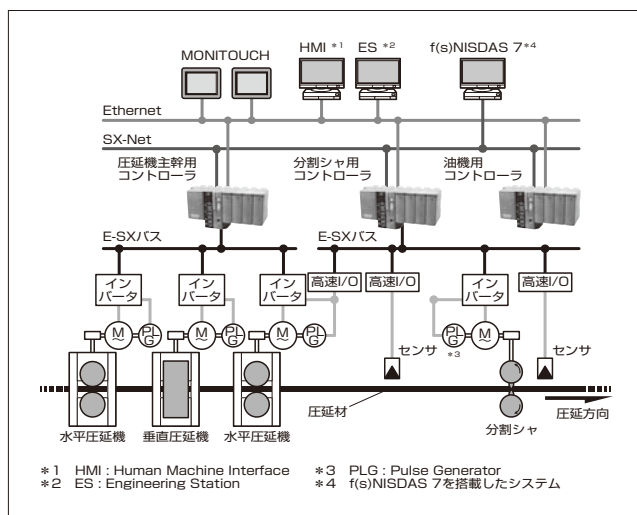 MONITOUCH
HMI *1
ES *2
f(s)NISDAS 7*4
Ethernet
SX-Net
圧延機主幹用
コントローラ
分割シャ用
コントローラ
油機用
コントローラ
E-SXバス
E-SXバス
イン
バータ
イン
バータ
イン
バータ
高速I/O
高速I/O
イン
バータ
高速I/O
M
~
PL
G
M
~
PL
G
M
~
PL
G
PL
G
*3
M
~
センサ
センサ
水平圧延機
垂直圧延機
水平圧延機
圧延材
分割シャ
圧延方向
*1 HMI : Human Machine Interface
*2 ES : Engineering Station
*3 PLG : Pulse Generator
*4 f(s)NISDAS 7を搭載したシステム